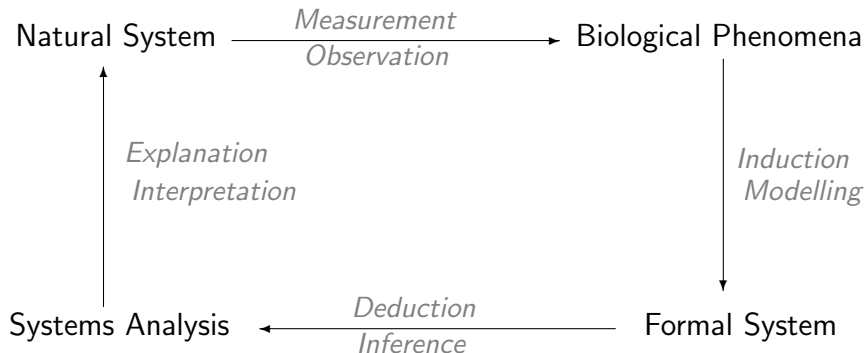 Natural System
Measurement
Observation
Biological Phenomena
Explanation
Interpretation
Induction
Modelling
Systems Analysis
Deduction
Inference
Formal System